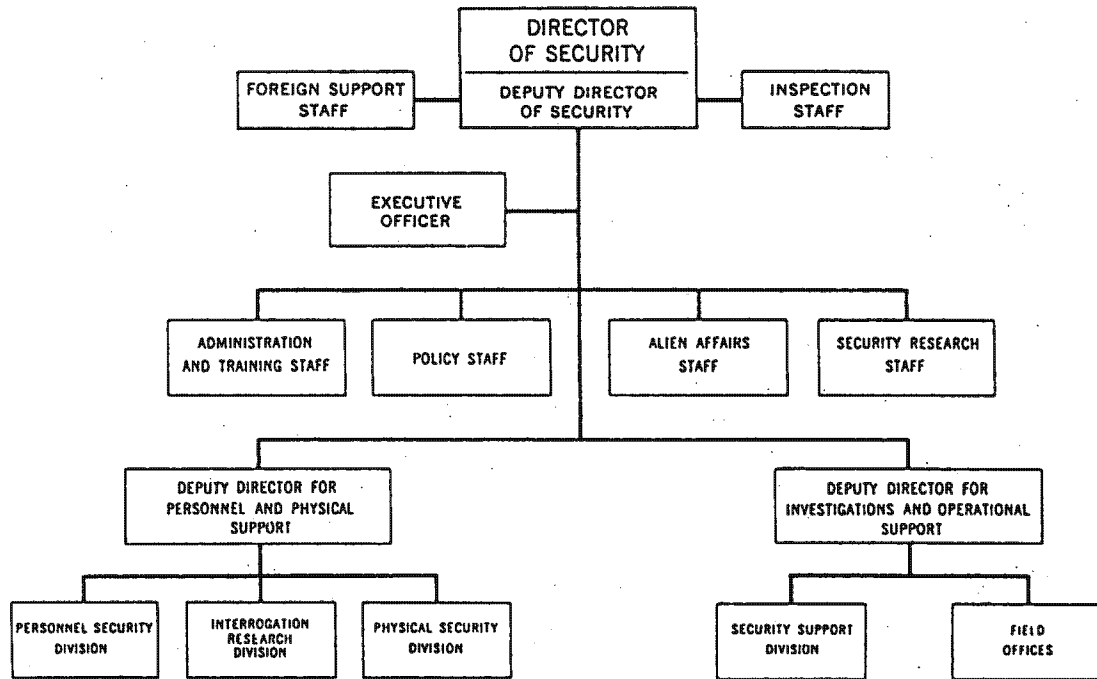 DIRECTOR
OF SECURITY
DEPUTY DIRECTOR
OF SECURITY
FOREIGN SUPPORT
STAFF
INSPECTION
STAFF
EXECUTIVE
OFFICER
ADMINISTRATION
AND TRAINING STAFF
POLICY STAFF
ALIEN AFFAIRS
STAFF
SECURITY RESEARCH
STAFF
DEPUTY DIRECTOR FOR
PERSONNEL AND PHYSICAL
SUPPORT
DEPUTY DIRECTOR FOR
INVESTIGATIONS AND OPERATIONAL
SUPPORT
PERSONNEL SECURITY
DIVISION
INTERROGATION
RESEARCH
DIVISION
PHYSICAL SECURITY
DIVISION
SECURITY SUPPORT
DIVISION
FIELD
OFFICES